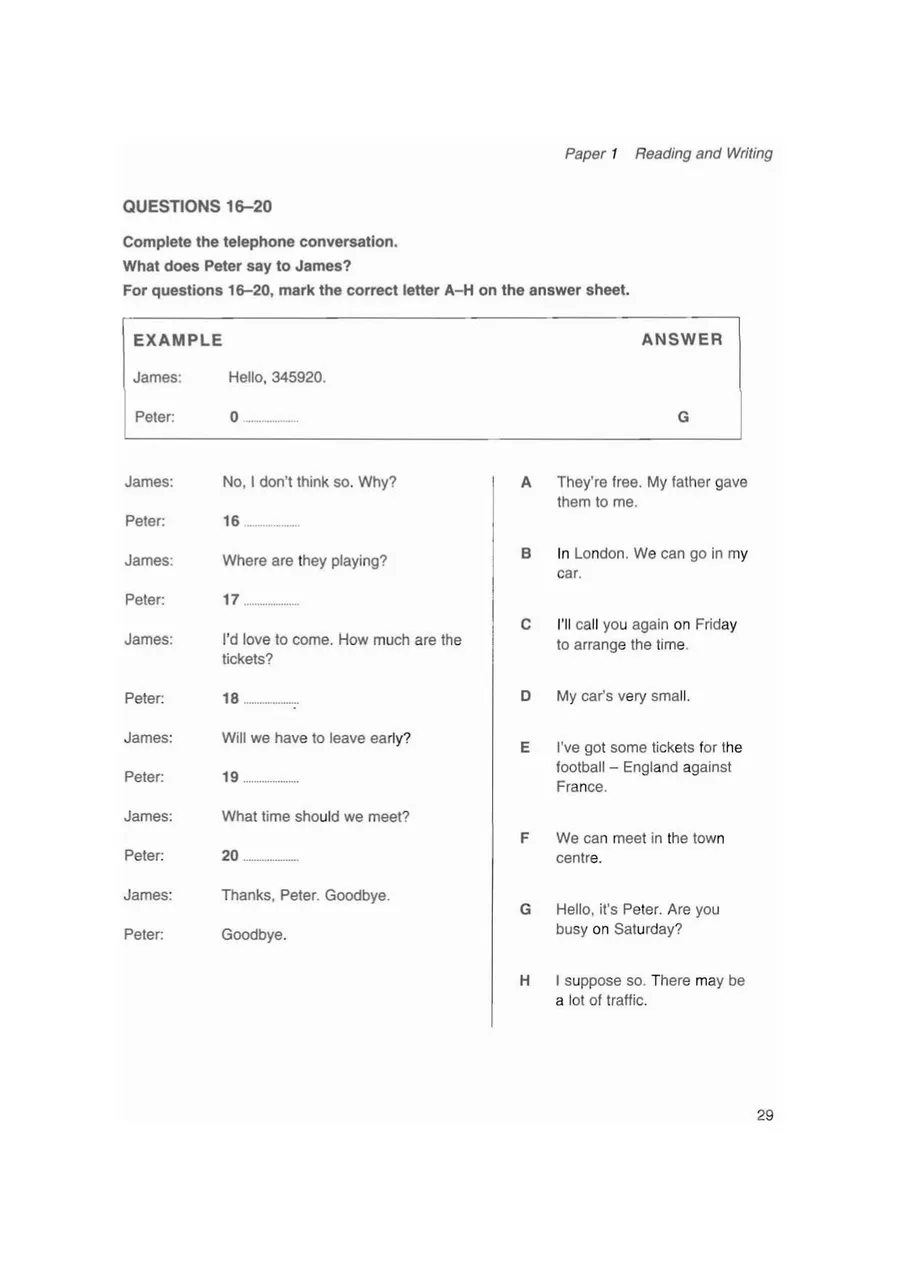 Paper 1 Reading and Writing
QUESTIONS 16–20
Complete the telephone conversation.
What does Peter say to James?
For questions 16–20, mark the correct letter A–H on the answer sheet.
EXAMPLE ANSWER
James: Hello, 345920.
Peter: 0 .................... G
James: No, I don't think so. Why?
Peter: 16 ....................
James: Where are they playing?
Peter: 17 ....................
James: I'd love to come. How much are the
tickets?
Peter: 18 ....................
James: Will we have to leave early?
Peter: 19 ....................
James: What time should we meet?
Peter: 20 ....................
James: Thanks, Peter. Goodbye.
Peter: Goodbye.
A They're free. My father gave
them to me.
B In London. We can go in my
car.
C I'll call you again on Friday
to arrange the time.
D My car's very small.
E I've got some tickets for the
football – England against
France.
F We can meet in the town
centre.
G Hello, it's Peter. Are you
busy on Saturday?
H I suppose so. There may be
a lot of traffic.
29